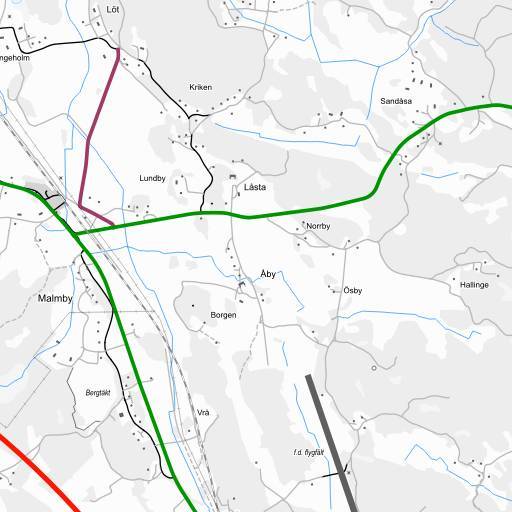 Löt
ngeholm
Kriken
Sandåsa
Lundby
Låsta
Norrby
Åby
Hallinge
Ösby
Malmby
Borgen
Bergtäkt
Vrå
f.d. flygfält